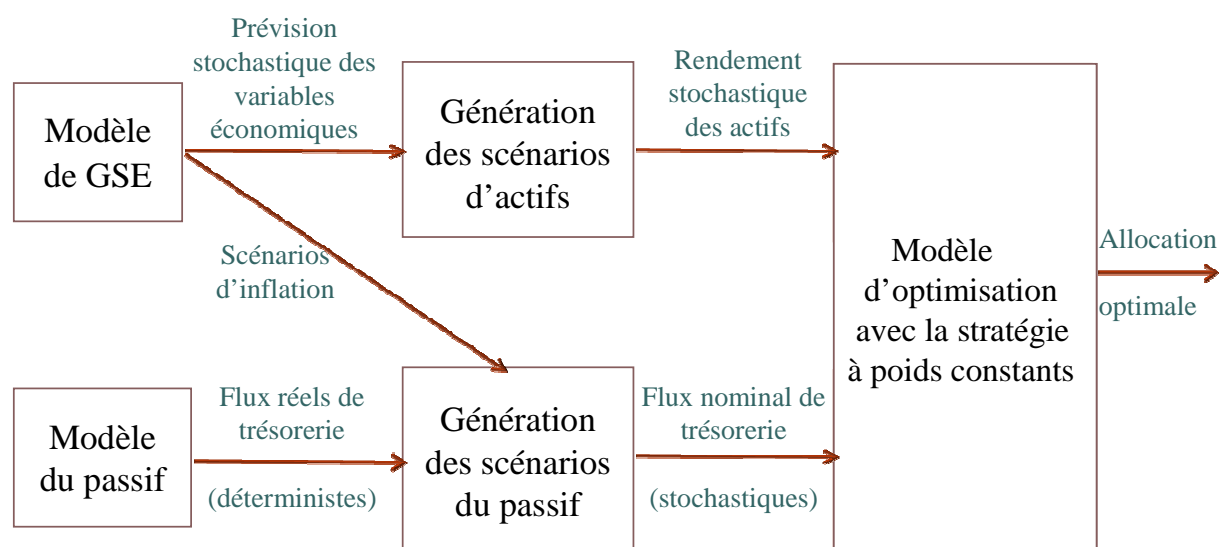 Prévision
stochastique des
variables
économiques
Rendement
stochastique
des actifs
Modèle
de GSE
Génération
des scénarios
d’actifs
Scénarios
d’inflation
Modèle
d’optimisation
avec la stratégie
à poids constants
Allocation
optimale
Modèle
du passif
Flux réels de
trésorerie
(déterministes)
Génération
des scénarios
du passif
Flux nominal de
trésorerie
(stochastiques)